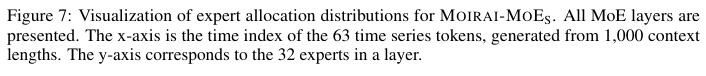 Figure 7: Visualization of expert allocation distributions for MOIRAI-MOES. All MoE layers are
presented. The x-axis is the time index of the 63 time series tokens, generated from 1,000 context
lengths. The y-axis corresponds to the 32 experts in a layer.